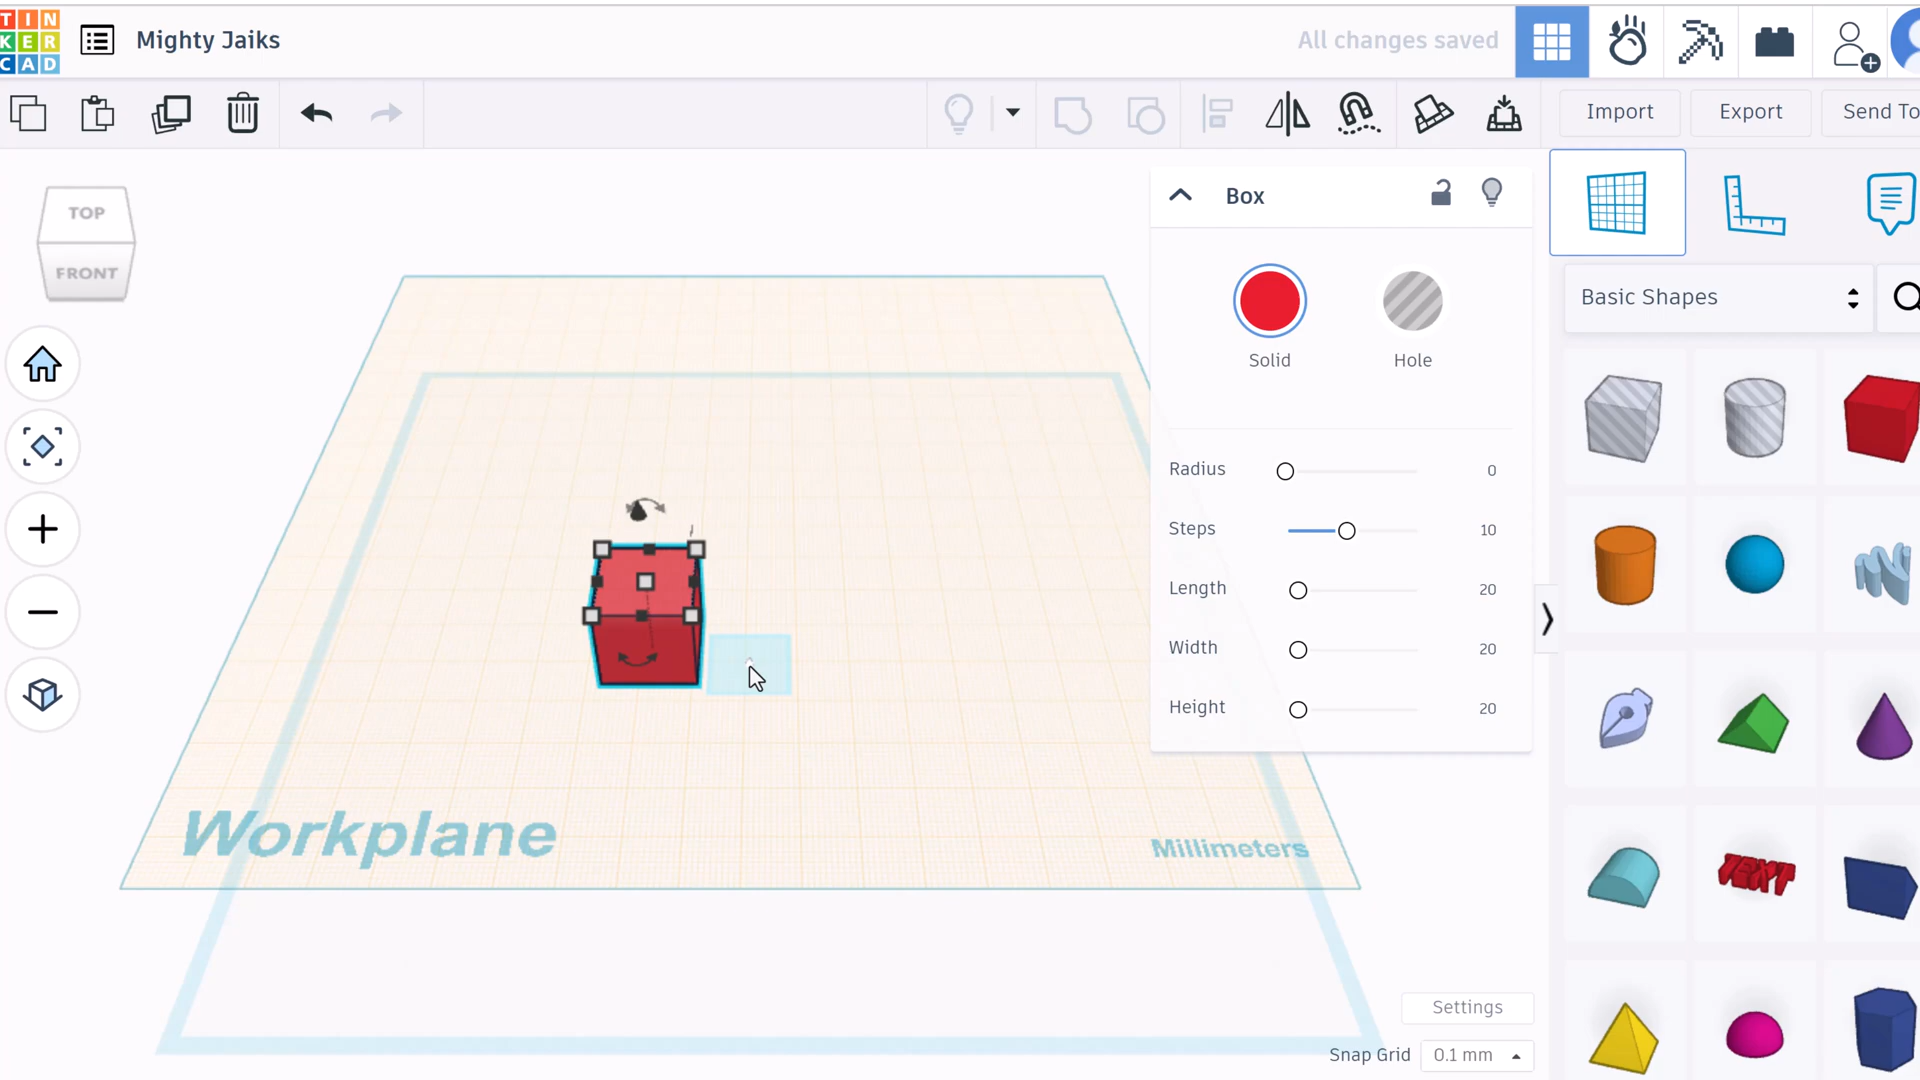 TIN
KER
CAD
Mighty Jaiks
All changes saved
Import
Export
Send To
TOP
FRONT
Box
Solid
Hole
Radius 0
Steps 10
Length 20
Width 20
Height 20
Basic Shapes
TEXT
Workplane
Millimeters
Settings
Snap Grid 0.1 mm